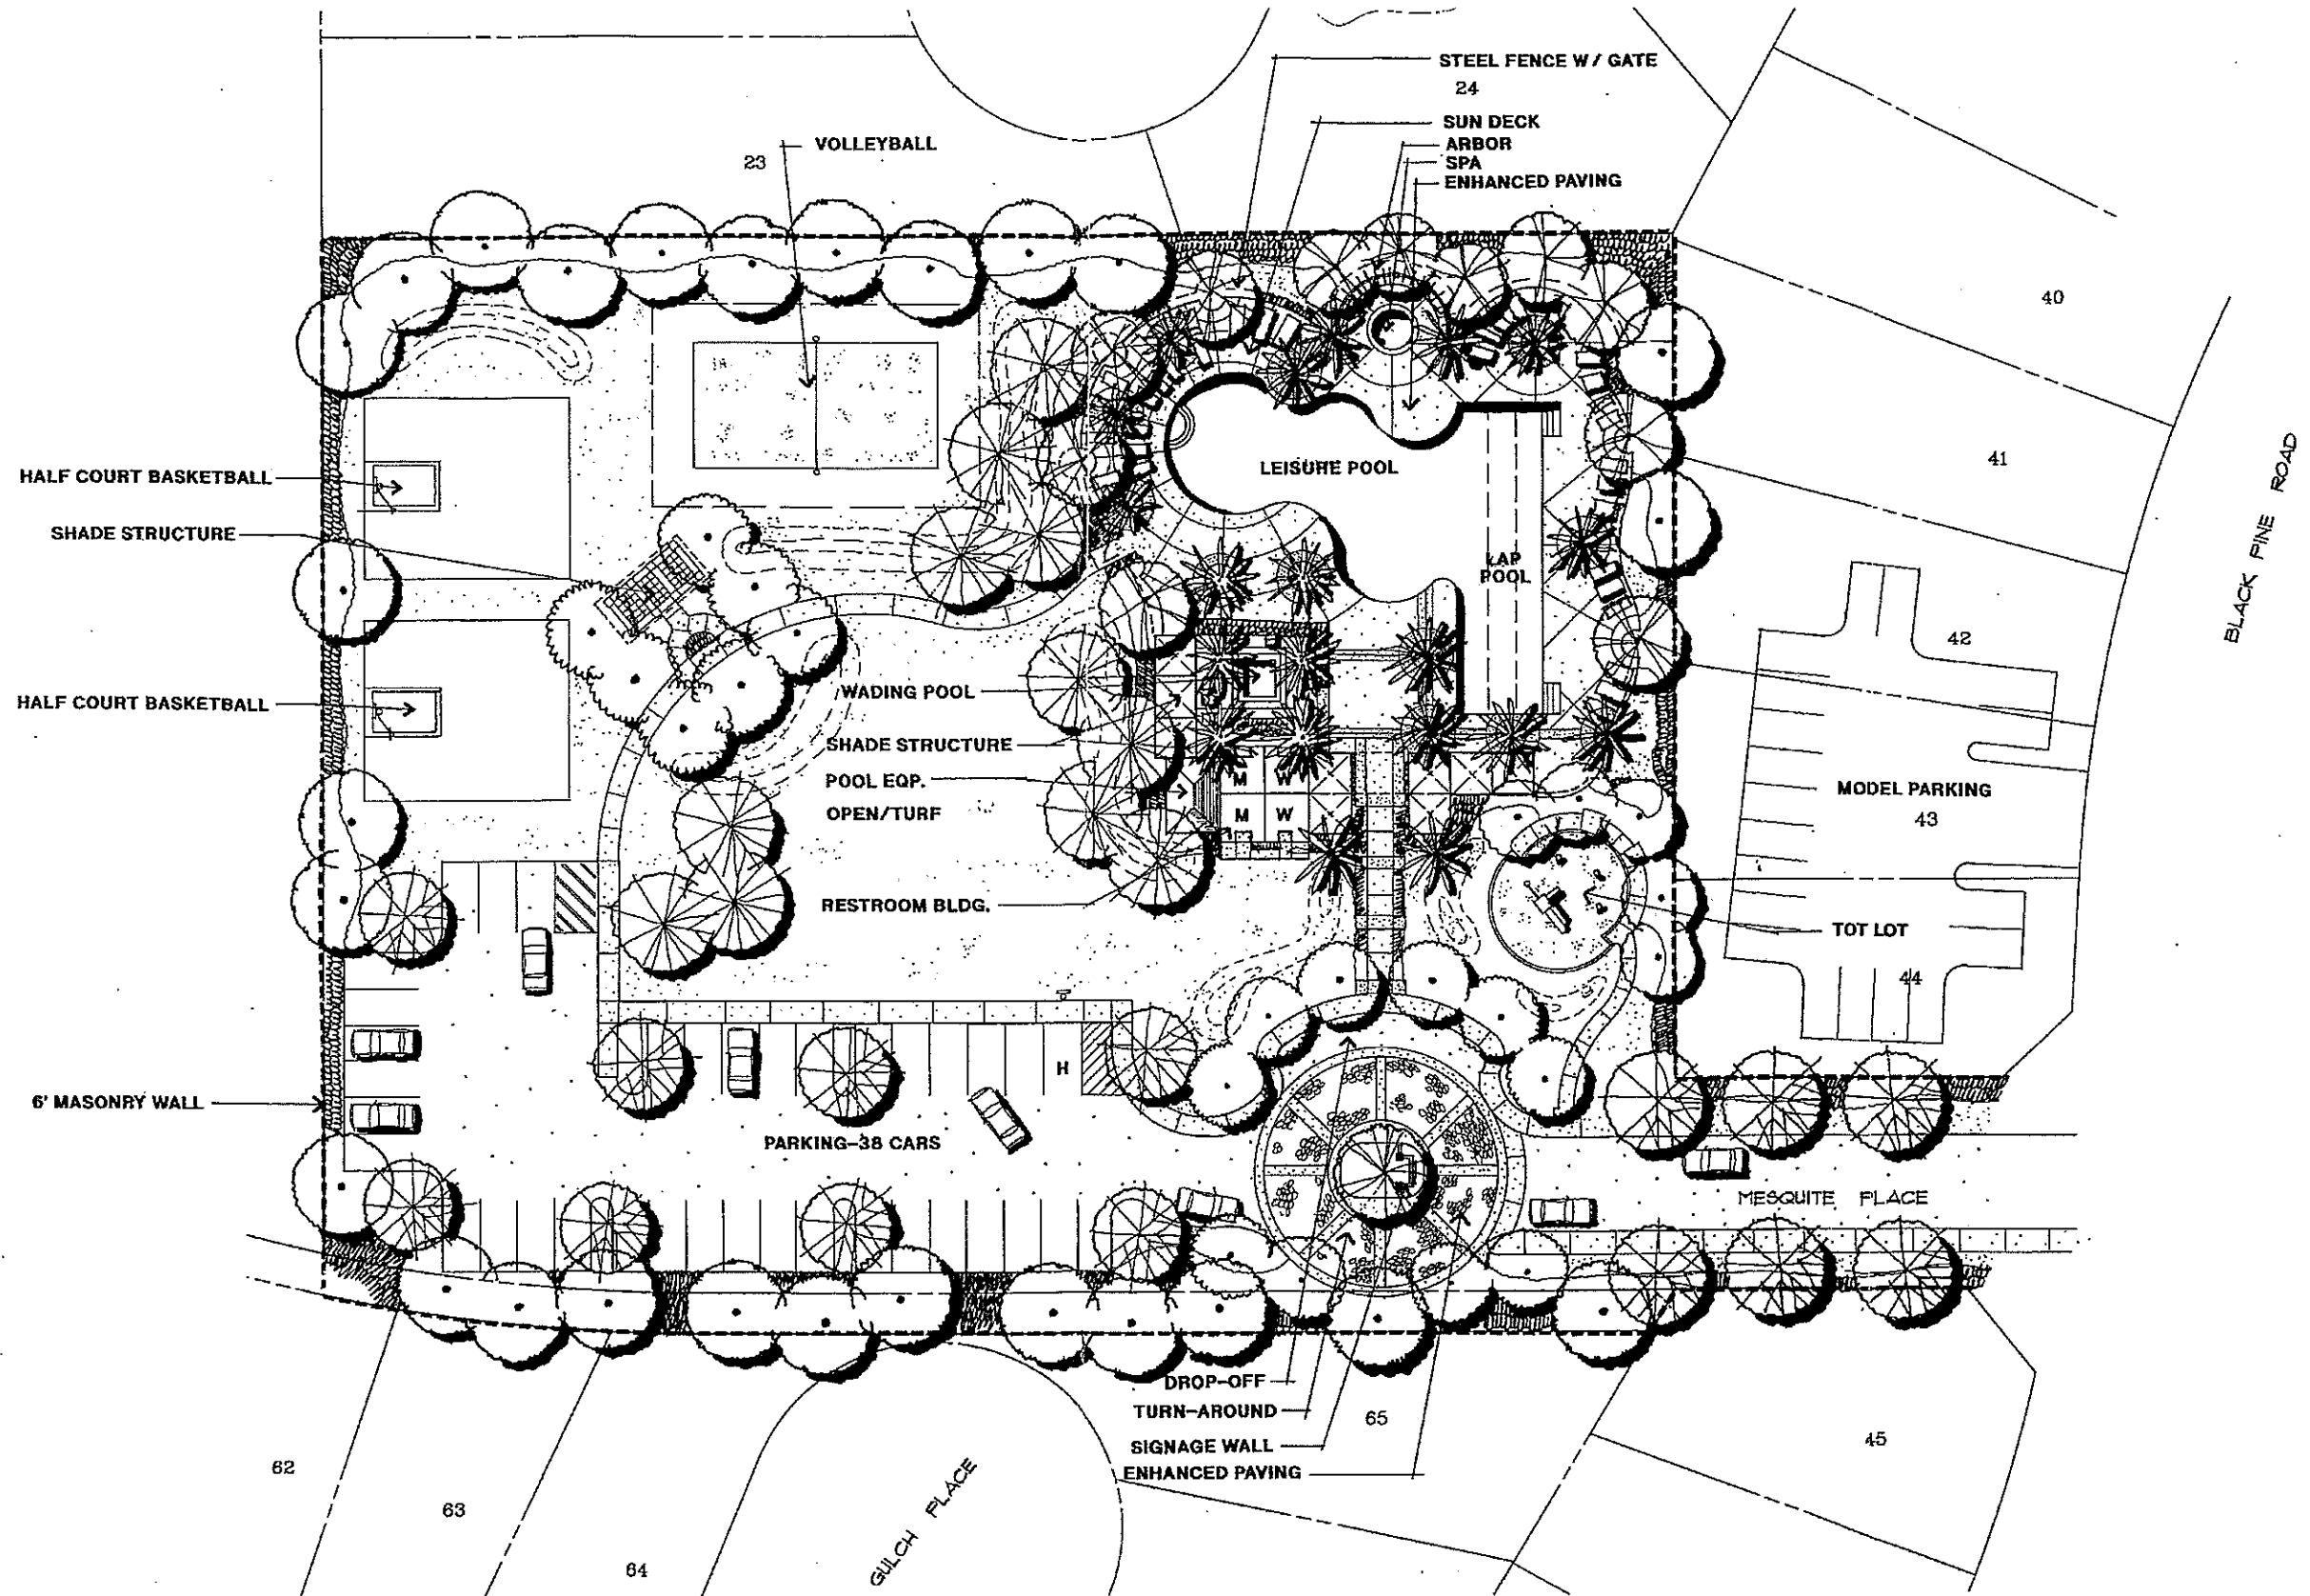 STEEL FENCE W/ GATE
24
SUN DECK
VOLLEYBALL
ARBOR
23
SPA
ENHANCED PAVING
40
41
BLACK PINE ROAD
LEISURE POOL
HALF COURT BASKETBALL
SHADE STRUCTURE
LAP
POOL
42
WADING POOL
HALF COURT BASKETBALL
SHADE STRUCTURE
POOL EQP.
M W
MODEL PARKING
OPEN/TURF
M W
43
RESTROOM BLDG.
TOT LOT
44
H
6' MASONRY WALL
PARKING-38 CARS
MESQUITE PLACE
DROP-OFF
TURN-AROUND
65
SIGNAGE WALL
45
ENHANCED PAVING
62
63
GULCH PLACE
64